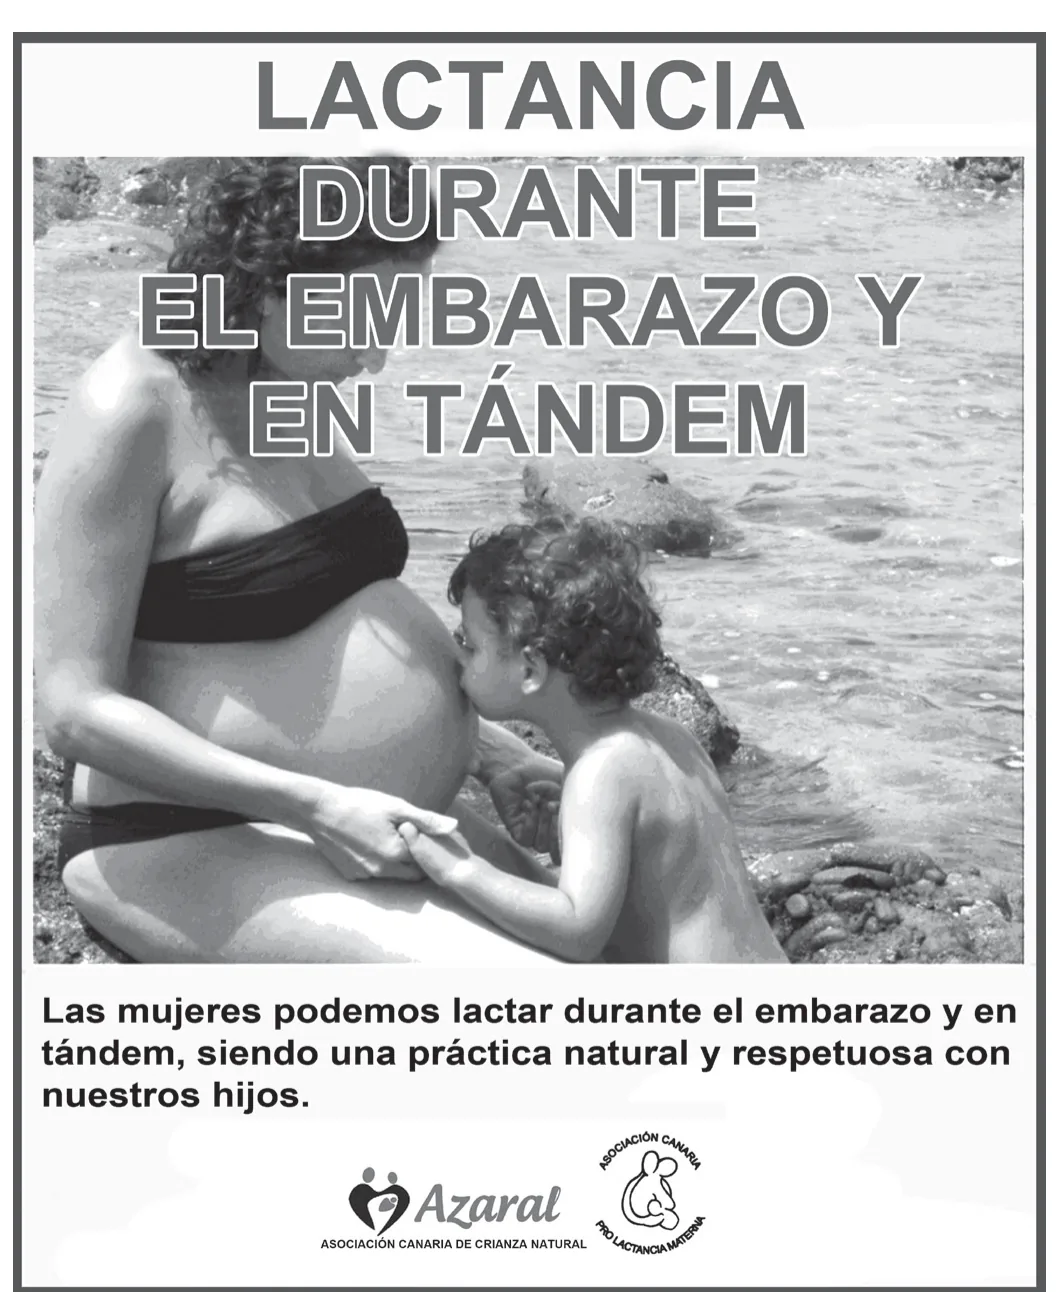 LACTANCIA
DURANTE
EL EMBARAZO Y
EN TÁNDEM
Las mujeres podemos lactar durante el embarazo y en
tándem, siendo una práctica natural y respetuosa con
nuestros hijos.
Azaral
ASOCIACIÓN CANARIA DE CRIANZA NATURAL
ASOCIACIÓN CANARIA
PRO LACTANCIA MATERNA